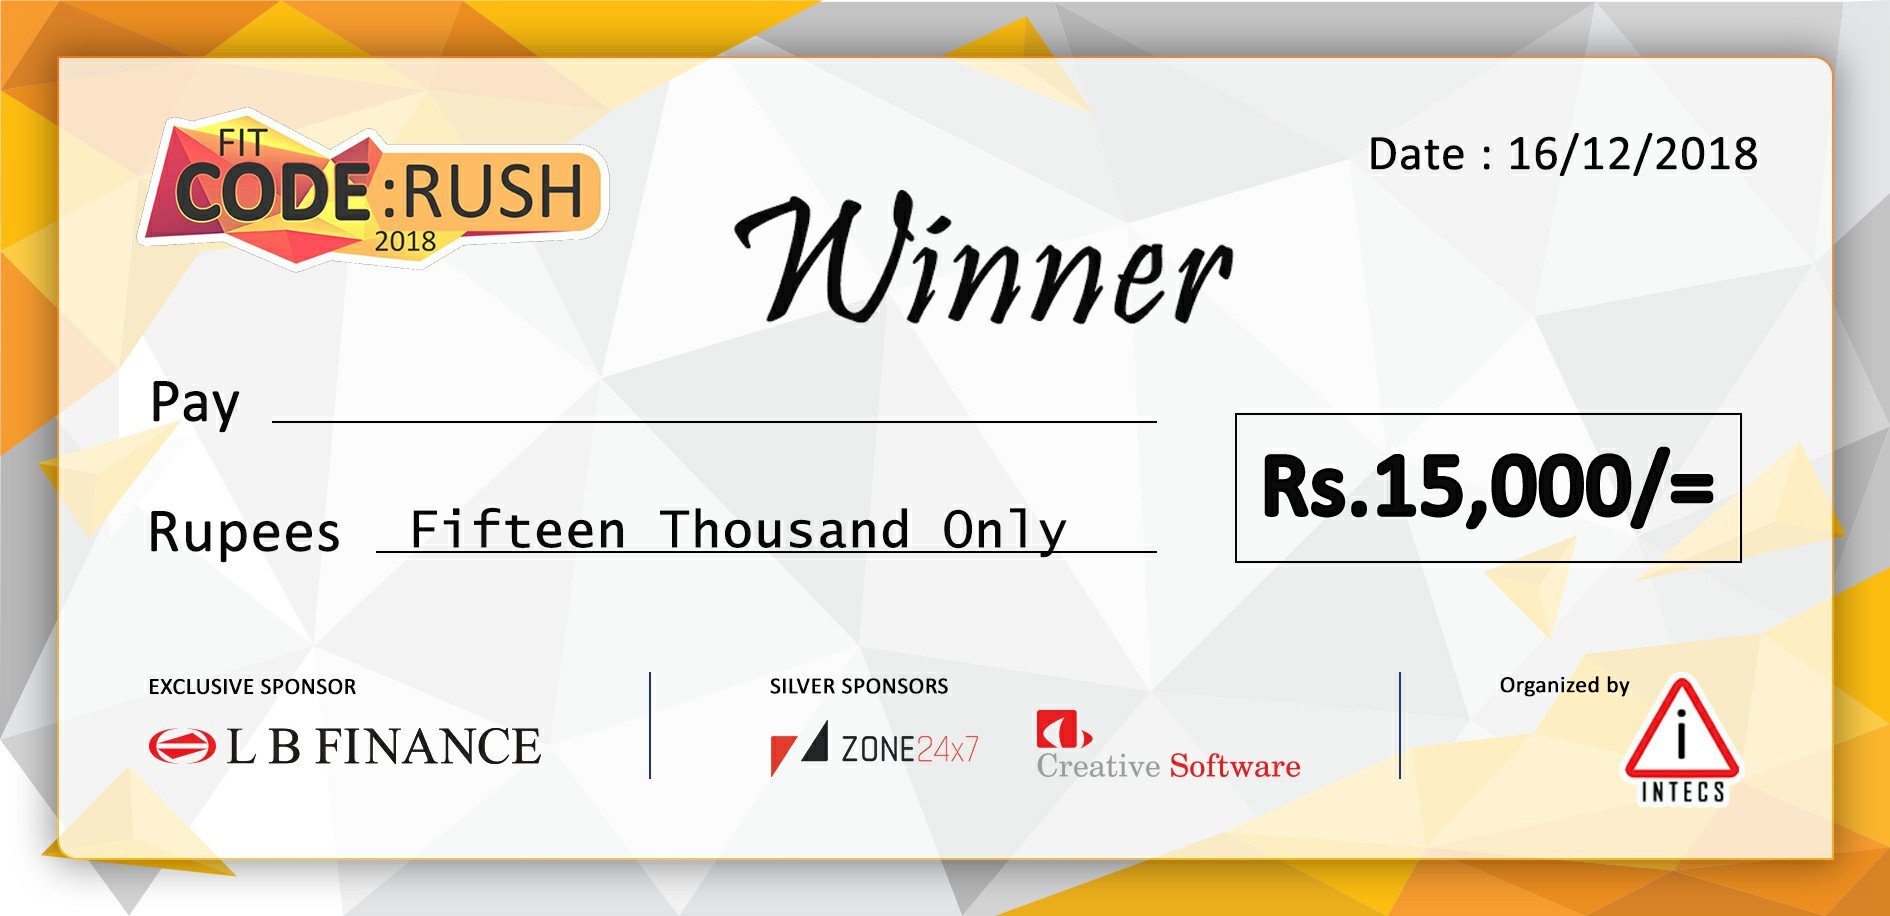 FIT
CODE:RUSH
2018
Date : 16/12/2018
Winner
Pay
Rupees Fifteen Thousand Only
Rs.15,000/=
EXCLUSIVE SPONSOR
L B FINANCE
SILVER SPONSORS
ZONE24x7
Creative Software
Organized by
i
INTECS